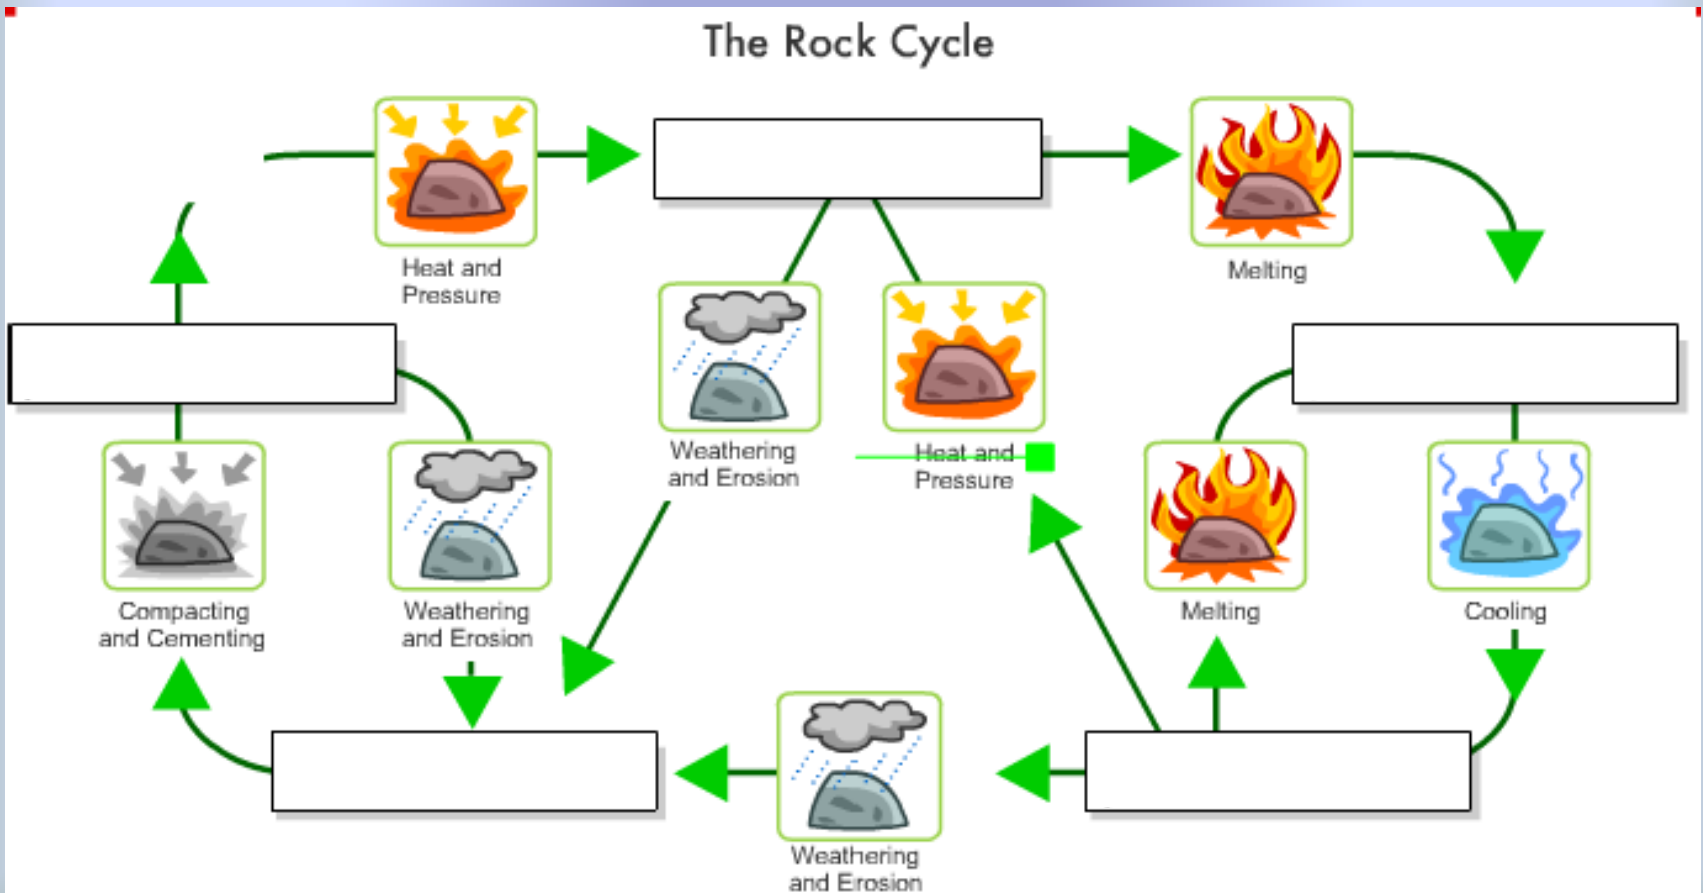 The Rock Cycle
Heat and
Pressure
Melting
Weathering
and Erosion
Heat and
Pressure
Compacting
and Cementing
Weathering
and Erosion
Melting
Cooling
Weathering
and Erosion